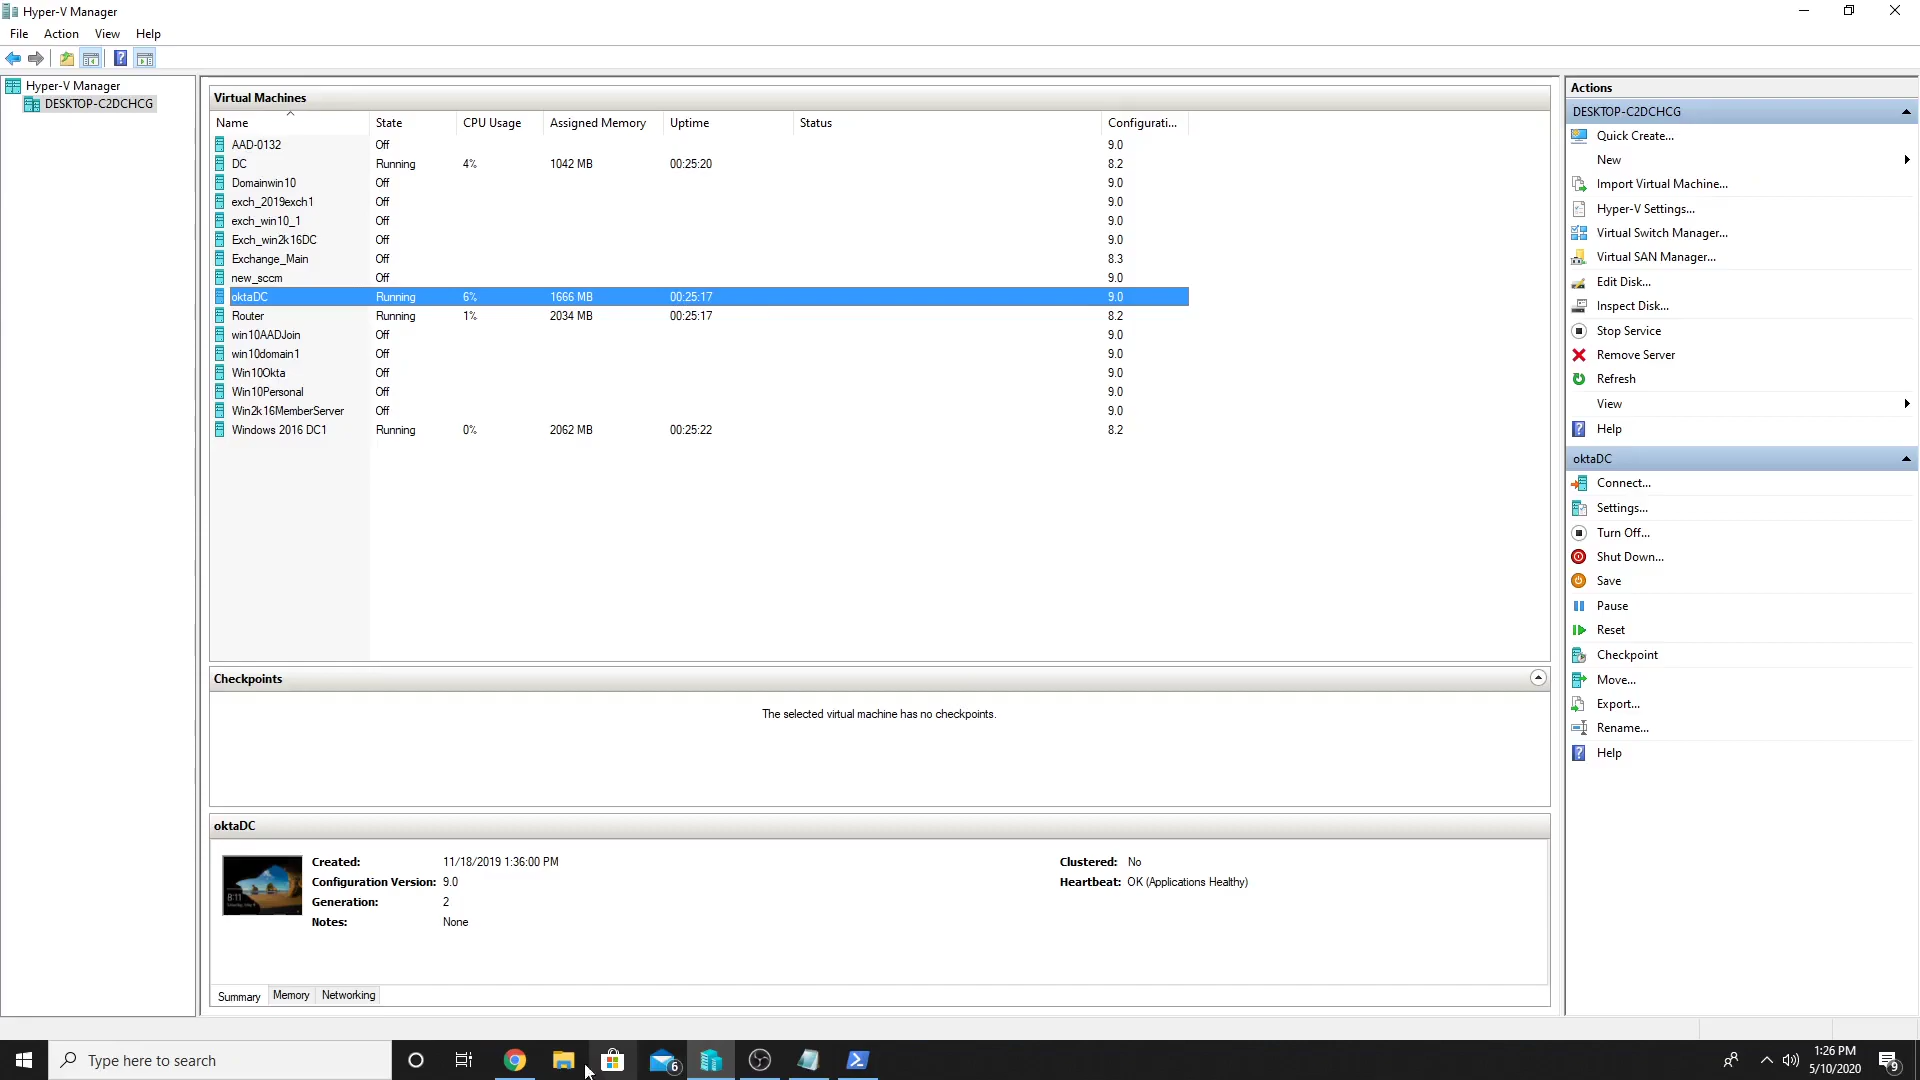 Hyper-V Manager
File Action View Help
Hyper-V Manager
DESKTOP-C2DCHCG
Virtual Machines
Name State CPU Usage Assigned Memory Uptime Status Configurati...
AAD-0132 Off 9.0
DC Running 4% 1042 MB 00:25:20 8.2
Domainwin10 Off 9.0
exch_2019exch1 Off 9.0
exch_win10_1 Off 9.0
Exch_win2k16DC Off 9.0
Exchange_Main Off 8.3
new_sccm Off 9.0
oktaDC Running 6% 1666 MB 00:25:17 9.0
Router Running 1% 2034 MB 00:25:17 8.2
win10AADJoin Off 9.0
win10domain1 Off 9.0
Win10Okta Off 9.0
Win10Personal Off 9.0
Win2k16MemberServer Off 9.0
Windows 2016 DC1 Running 0% 2062 MB 00:25:22 8.2
Checkpoints
The selected virtual machine has no checkpoints.
oktaDC
Created: 11/18/2019 1:36:00 PM Clustered: No
Configuration Version: 9.0 Heartbeat: OK (Applications Healthy)
Generation: 2
Notes: None
8:11
Summary Memory Networking
Actions
DESKTOP-C2DCHCG
Quick Create...
New
Import Virtual Machine...
Hyper-V Settings...
Virtual Switch Manager...
Virtual SAN Manager...
Edit Disk...
Inspect Disk...
Stop Service
Remove Server
Refresh
View
Help
oktaDC
Connect...
Settings...
Turn Off...
Shut Down...
Save
Pause
Reset
Checkpoint
Move...
Export...
Rename...
Help
Type here to search
6
1:26 PM
5/10/2020
9